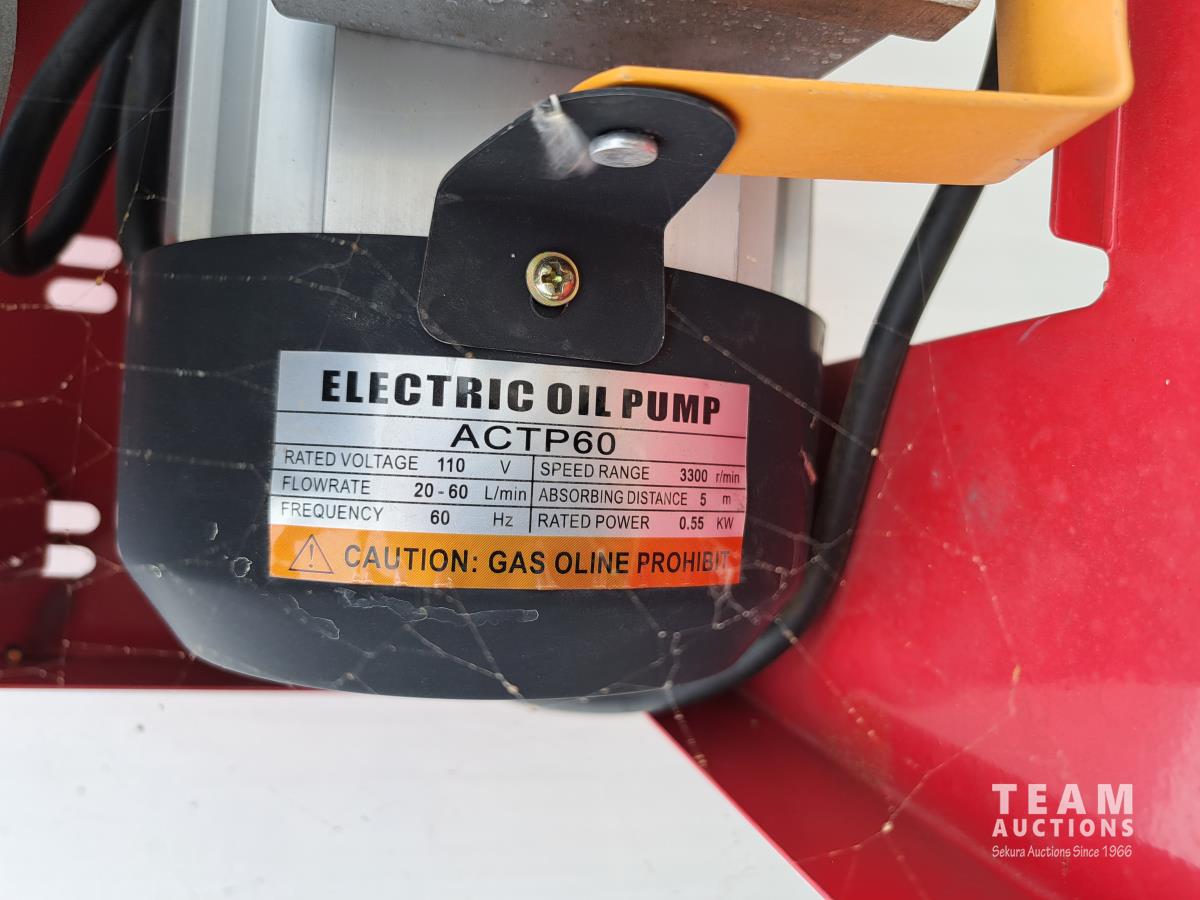 ELECTRIC OIL PUMP
ACTP60
RATED VOLTAGE 110 V SPEED RANGE 3300 r/min
FLOWRATE 20-60 L/min ABSORBING DISTANCE 5 m
FREQUENCY 60 Hz RATED POWER 0.55 KW
CAUTION: GAS OLINE PROHIBIT
TEAM
AUCTIONS
Sekura Auctions Since 1966